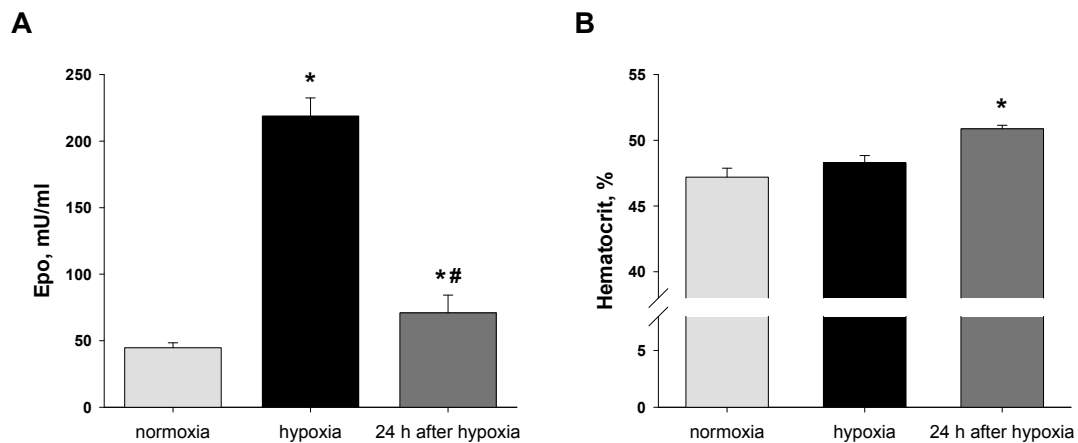 A
B
Epo, mU/ml
250
200
150
100
50
0
*
*#
normoxia
hypoxia
24 h after hypoxia
Hematocrit, %
55
50
45
40
5
0
*
normoxia
hypoxia
24 h after hypoxia